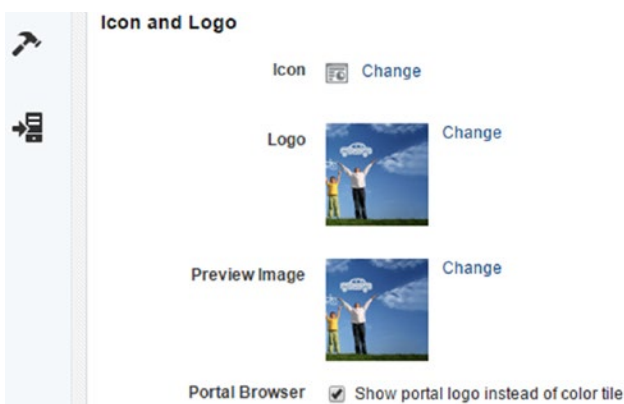 Icon and Logo
Icon Change
Logo Change
Preview Image Change
Portal Browser Show portal logo instead of color tile